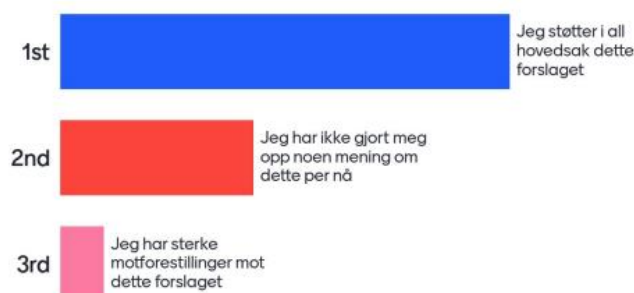 1st
Jeg støtter i all
hovedsak dette
forslaget
2nd
Jeg har ikke gjort meg
opp noen mening om
dette per nå
3rd
Jeg har sterke
motforestillinger mot
dette forslaget